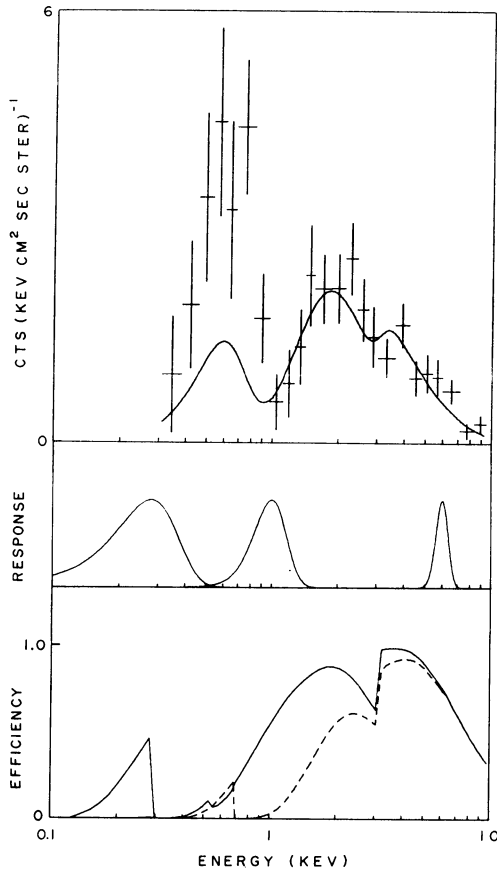 6
CTS (KEV CM² SEC STER)⁻¹
0
RESPONSE
1.0
EFFICIENCY
0
0.1
1
10
ENERGY (KEV)